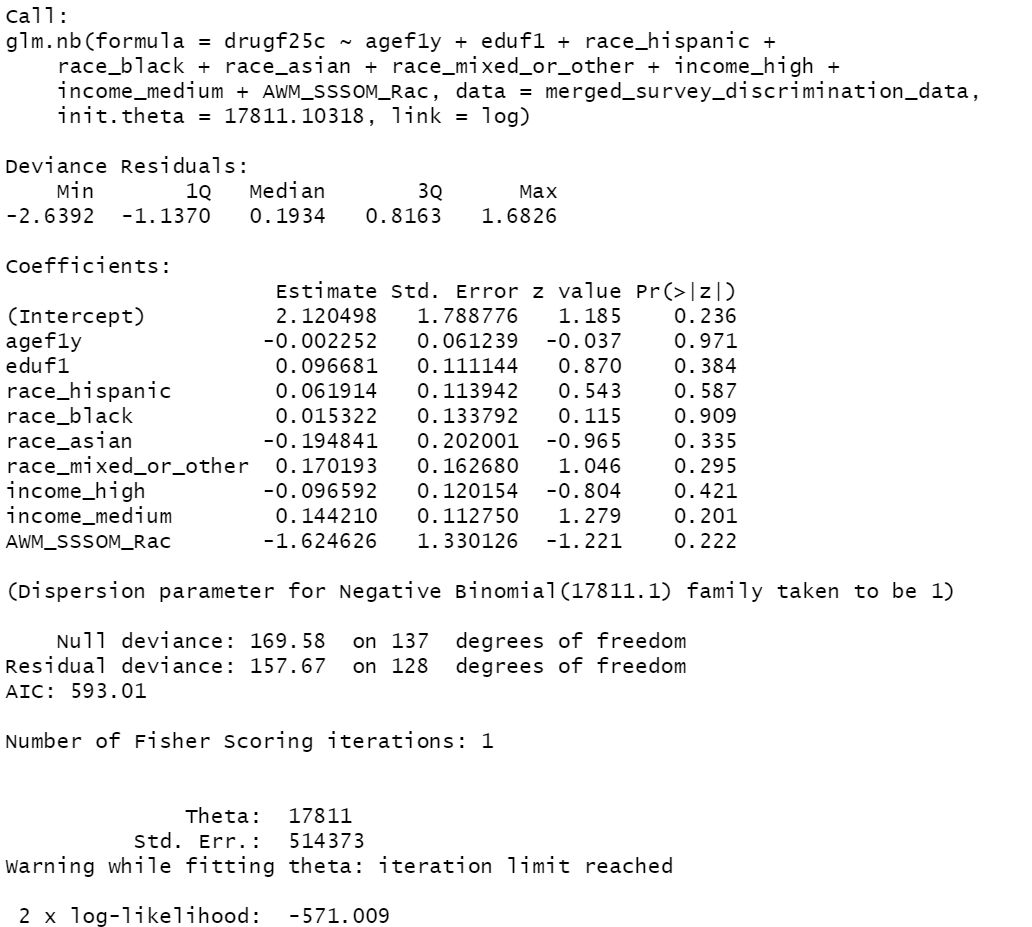 Call:
glm.nb(formula = drugf25c ~ agef1y + eduf1 + race_hispanic +
    race_black + race_asian + race_mixed_or_other + income_high +
    income_medium + AWM_SSSOM_Rac, data = merged_survey_discrimination_data,
    init.theta = 17811.10318, link = log)

Deviance Residuals:
    Min       1Q   Median       3Q      Max
-2.6392  -1.1370   0.1934   0.8163   1.6826

Coefficients:
                     Estimate Std. Error z value Pr(>|z|)
(Intercept)          2.120498   1.788776   1.185    0.236
agef1y              -0.002252   0.061239  -0.037    0.971
eduf1                0.096681   0.111144   0.870    0.384
race_hispanic        0.061914   0.113942   0.543    0.587
race_black           0.015322   0.133792   0.115    0.909
race_asian          -0.194841   0.202001  -0.965    0.335
race_mixed_or_other  0.170193   0.162680   1.046    0.295
income_high         -0.096592   0.120154  -0.804    0.421
income_medium        0.144210   0.112750   1.279    0.201
AWM_SSSOM_Rac       -1.624626   1.330126  -1.221    0.222

(Dispersion parameter for Negative Binomial(17811.1) family taken to be 1)

    Null deviance: 169.58  on 137  degrees of freedom
Residual deviance: 157.67  on 128  degrees of freedom
AIC: 593.01

Number of Fisher Scoring iterations: 1


              Theta:  17811
          Std. Err.:  514373
Warning while fitting theta: iteration limit reached

 2 x log-likelihood:  -571.009